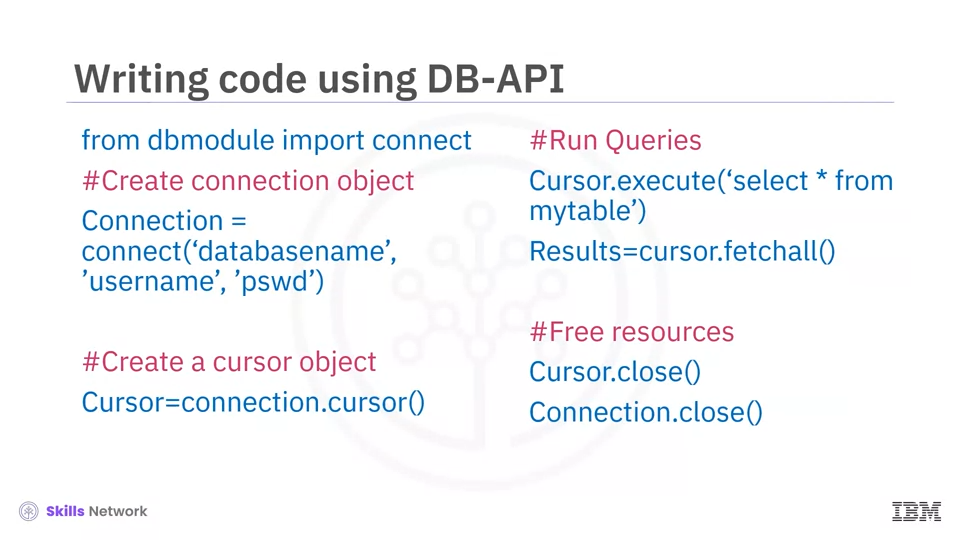 Writing code using DB-API
from dbmodule import connect
#Create connection object
Connection =
connect(‘databasename’,
’username’, ’pswd’)
#Create a cursor object
Cursor=connection.cursor()
#Run Queries
Cursor.execute(‘select * from
mytable’)
Results=cursor.fetchall()
#Free resources
Cursor.close()
Connection.close()
Skills Network
IBM